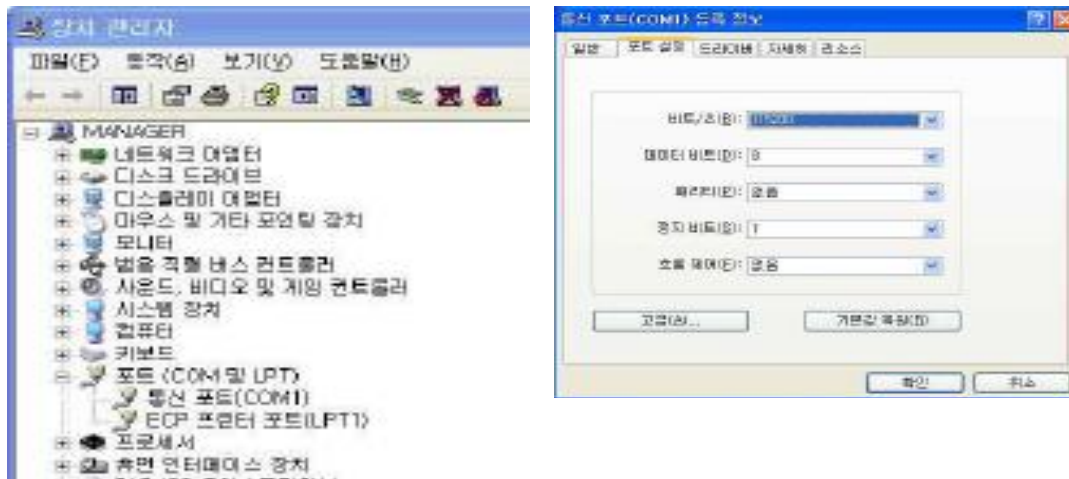 장치 관리자
파일(F) 동작(A) 보기(V) 도움말(H)
MANAGER
네트워크 어댑터
디스크 드라이브
디스플레이 어댑터
마우스 및 기타 포인팅 장치
모니터
범용 직렬 버스 컨트롤러
사운드, 비디오 및 게임 컨트롤러
시스템 장치
컴퓨터
키보드
포트 (COM 및 LPT)
통신 포트(COM1)
ECP 프린터 포트(LPT1)
프로세서
휴먼 인터페이스 장치
통신 포트(COM1) 등록 정보
일반 포트 설정 드라이버 자세히 리소스
비트/초(B): 115200
데이터 비트(D): 8
패리티(P): 없음
정지 비트(S): 1
흐름 제어(F): 없음
고급(A)... 기본값 복원(R)
확인 취소